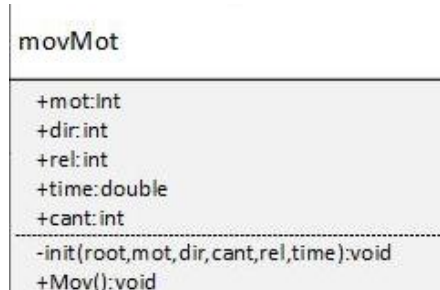 movMot
+mot:Int
+dir:int
+rel:int
+time:double
+cant:int
-init(root,mot,dir,cant,rel,time):void
+Mov():void